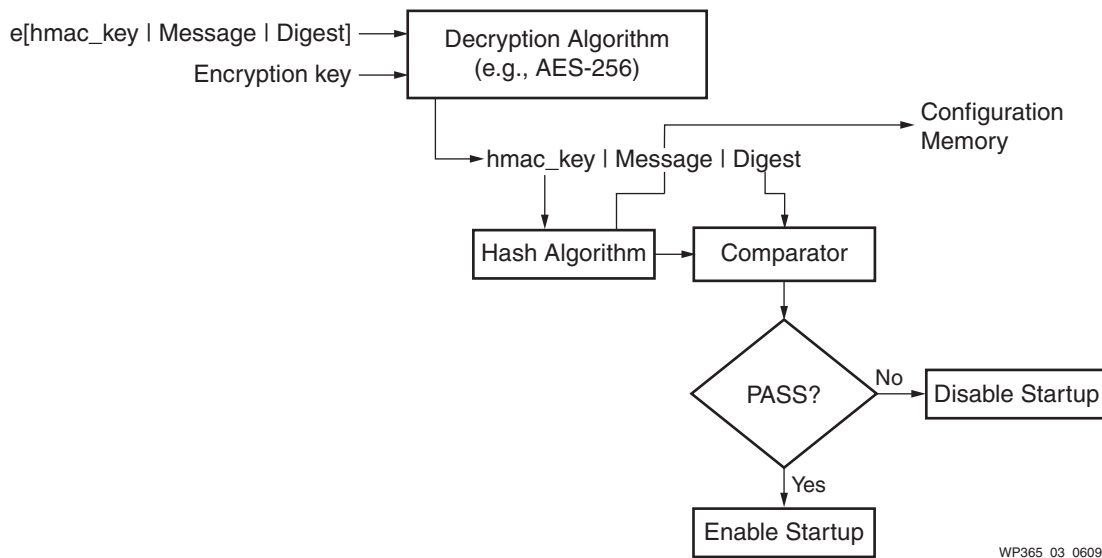 e[hmac_key | Message | Digest]
Decryption Algorithm
(e.g., AES-256)
Encryption key
Configuration
Memory
hmac_key | Message | Digest
Hash Algorithm
Comparator
PASS?
No
Disable Startup
Yes
Enable Startup
WP365_03_0609